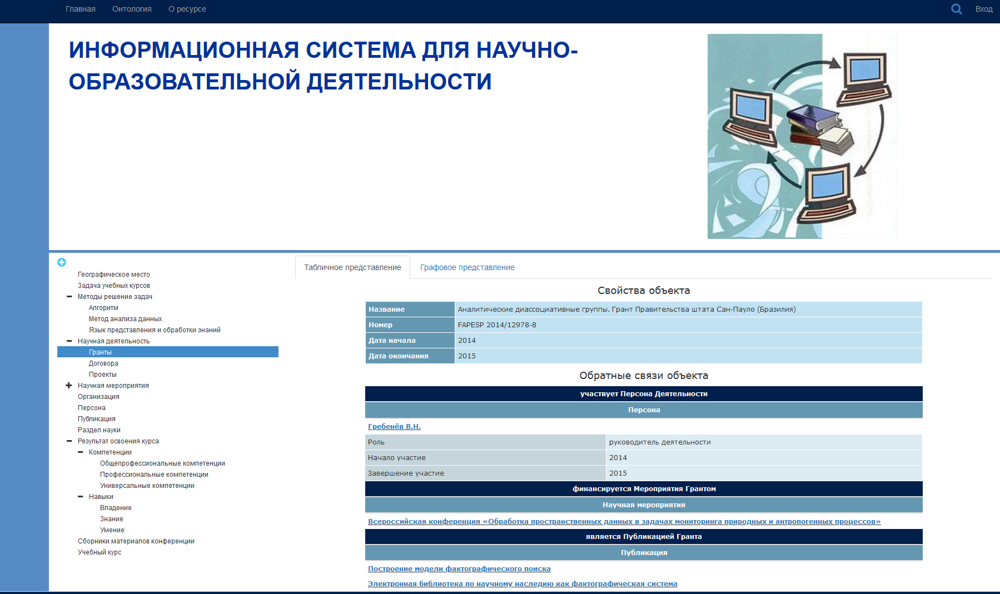 Главная Онтология О ресурсе Вход
ИНФОРМАЦИОННАЯ СИСТЕМА ДЛЯ НАУЧНО-
ОБРАЗОВАТЕЛЬНОЙ ДЕЯТЕЛЬНОСТИ
Географическое место
Задача учебных курсов
Методы решение задач
Алгоритм
Метод анализа данных
Язык представления и обработки знаний
Научная деятельность
Гранты
Договора
Проекты
Научная мероприятия
Организация
Персона
Публикация
Раздел науки
Результат освоения курса
Компетенции
Общепрофессиональные компетенции
Профессиональные компетенции
Универсальные компетенции
Навыки
Владение
Знание
Умение
Сборники материалов конференции
Учебный курс
Табличное представление Графовое представление
Свойства объекта
Название Аналитические диассоциативные группы. Грант Правительства штата Сан-Пауло (Бразилия)
Номер FAPESP 2014/12978-8
Дата начала 2014
Дата окончания 2015
Обратные связи объекта
участвует Персона Деятельности
Персона
Гребенёв В.Н.
Роль руководитель деятельности
Начало участие 2014
Завершение участие 2015
финансируется Мероприятия Грантом
Научная мероприятия
Всероссийская конференция «Обработка пространственных данных в задачах мониторинга природных и антропогенных процессов»
является Публикацией Гранта
Публикация
Построение модели фактографического поиска
Электронная библиотека по научному наследию как фактографическая система